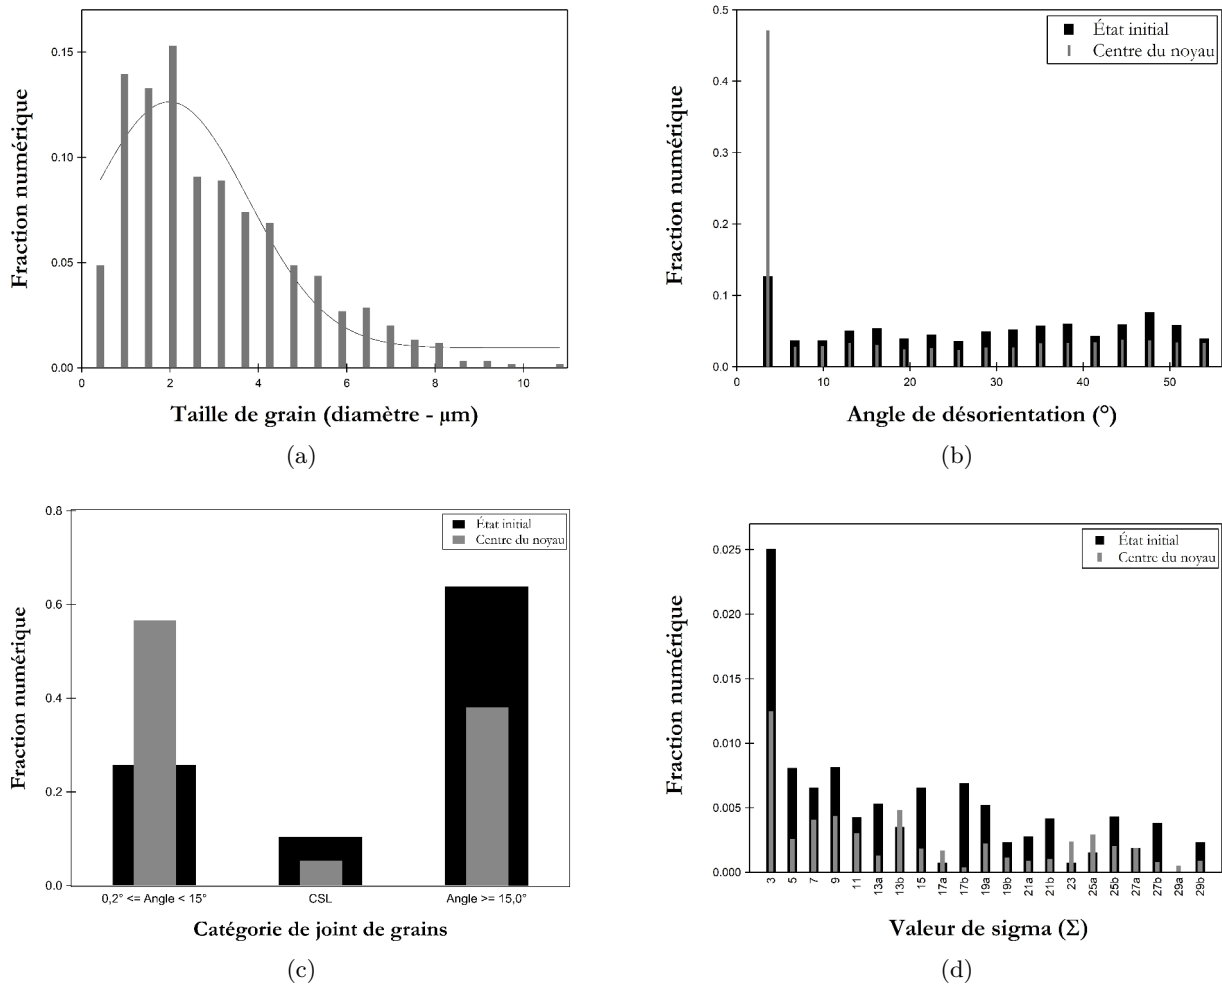 0.15
0.10
0.05
0.00
0 2 4 6 8 10
Fraction numérique
Taille de grain (diamètre - µm)
(a)
0.5
0.4
0.3
0.2
0.1
0.0
0 10 20 30 40 50
Fraction numérique
Angle de désorientation (°)
État initial
Centre du noyau
(b)
0.8
0.6
0.4
0.2
0.0
0,2° <= Angle < 15° CSL Angle >= 15,0°
Fraction numérique
Catégorie de joint de grains
État initial
Centre du noyau
(c)
0.025
0.020
0.015
0.010
0.005
0.000
3 5 7 9 11 13a 13b 15 17a 17b 19a 19b 21a 21b 23 25a 25b 27a 27b 29a 29b
Fraction numérique
Valeur de sigma (Σ)
État initial
Centre du noyau
(d)